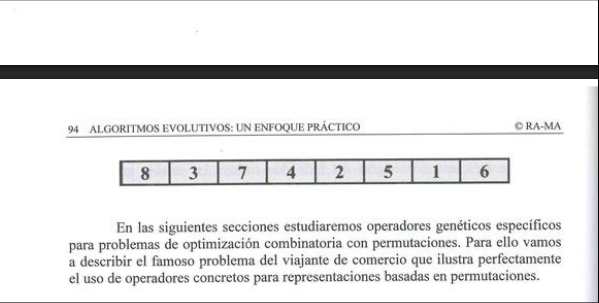 94 ALGORITMOS EVOLUTIVOS: UN ENFOQUE PRÁCTICO © RA-MA
8 3 7 4 2 5 1 6
En las siguientes secciones estudiaremos operadores genéticos específicos
para problemas de optimización combinatoria con permutaciones. Para ello vamos
a describir el famoso problema del viajante de comercio que ilustra perfectamente
el uso de operadores concretos para representaciones basadas en permutaciones.